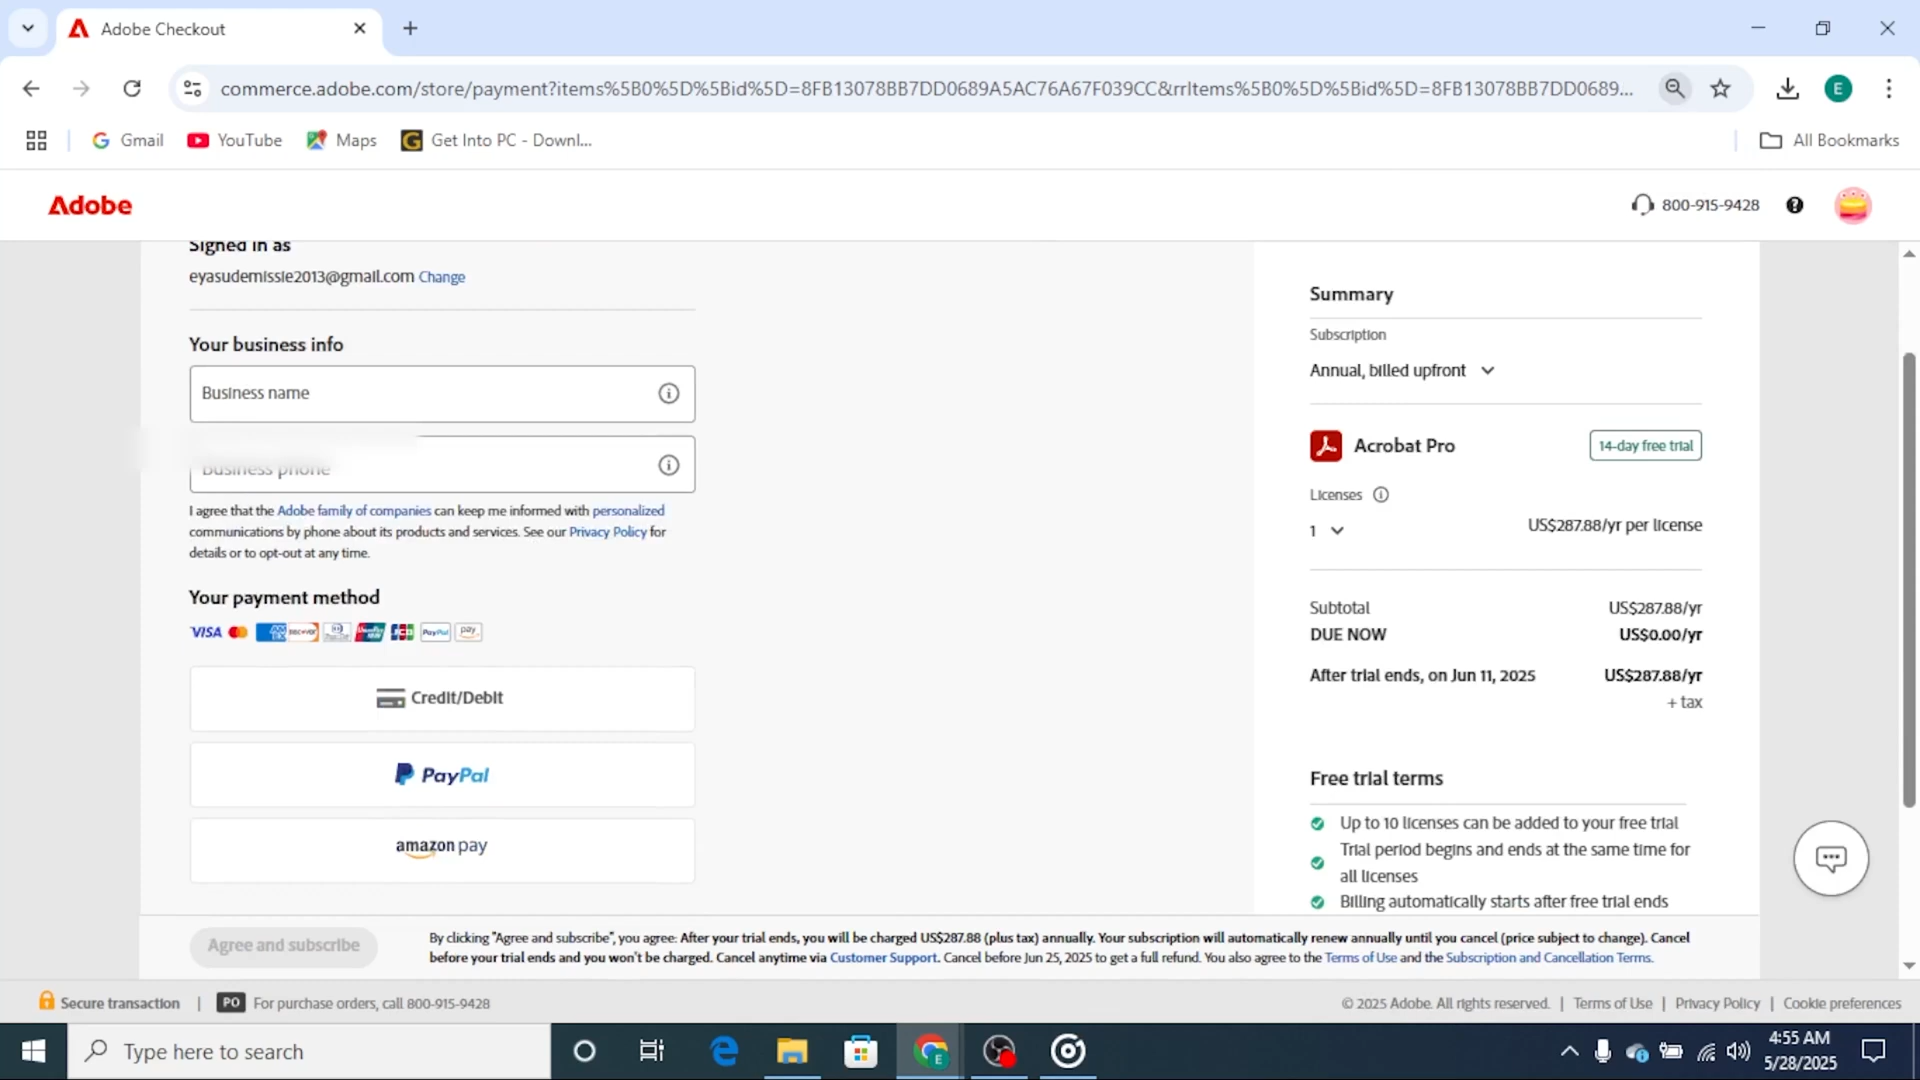 Adobe Checkout
commerce.adobe.com/store/payment?items%5B0%5D%5Bid%5D=8FB13078BB7DD0689A5AC76A67F039CC&rrItems%5B0%5D%5Bid%5D=8FB13078BB7DD0689...
E
Gmail
YouTube
Maps
Get Into PC - Downl...
All Bookmarks
Adobe
800-915-9428
Signed in as
eyasudemissie2013@gmail.com Change
Your business info
Business name
Business phone
I agree that the Adobe family of companies can keep me informed with personalized
communications by phone about its products and services. See our Privacy Policy for
details or to opt-out at any time.
Your payment method
VISA
DISCOVER
JCB
PayPal
pay
Credit/Debit
PayPal
amazon pay
Summary
Subscription
Annual, billed upfront
Acrobat Pro
14-day free trial
Licenses
1
US$287.88/yr per license
Subtotal
US$287.88/yr
DUE NOW
US$0.00/yr
After trial ends, on Jun 11, 2025
US$287.88/yr
+ tax
Free trial terms
Up to 10 licenses can be added to your free trial
Trial period begins and ends at the same time for
all licenses
Billing automatically starts after free trial ends
Agree and subscribe
By clicking "Agree and subscribe", you agree: After your trial ends, you will be charged US$287.88 (plus tax) annually. Your subscription will automatically renew annually until you cancel (price subject to change). Cancel
before your trial ends and you won't be charged. Cancel anytime via Customer Support. Cancel before Jun 25, 2025 to get a full refund. You also agree to the Terms of Use and the Subscription and Cancellation Terms.
Secure transaction | PO For purchase orders, call 800-915-9428
© 2025 Adobe. All rights reserved. | Terms of Use | Privacy Policy | Cookie preferences
Type here to search
4:55 AM
5/28/2025